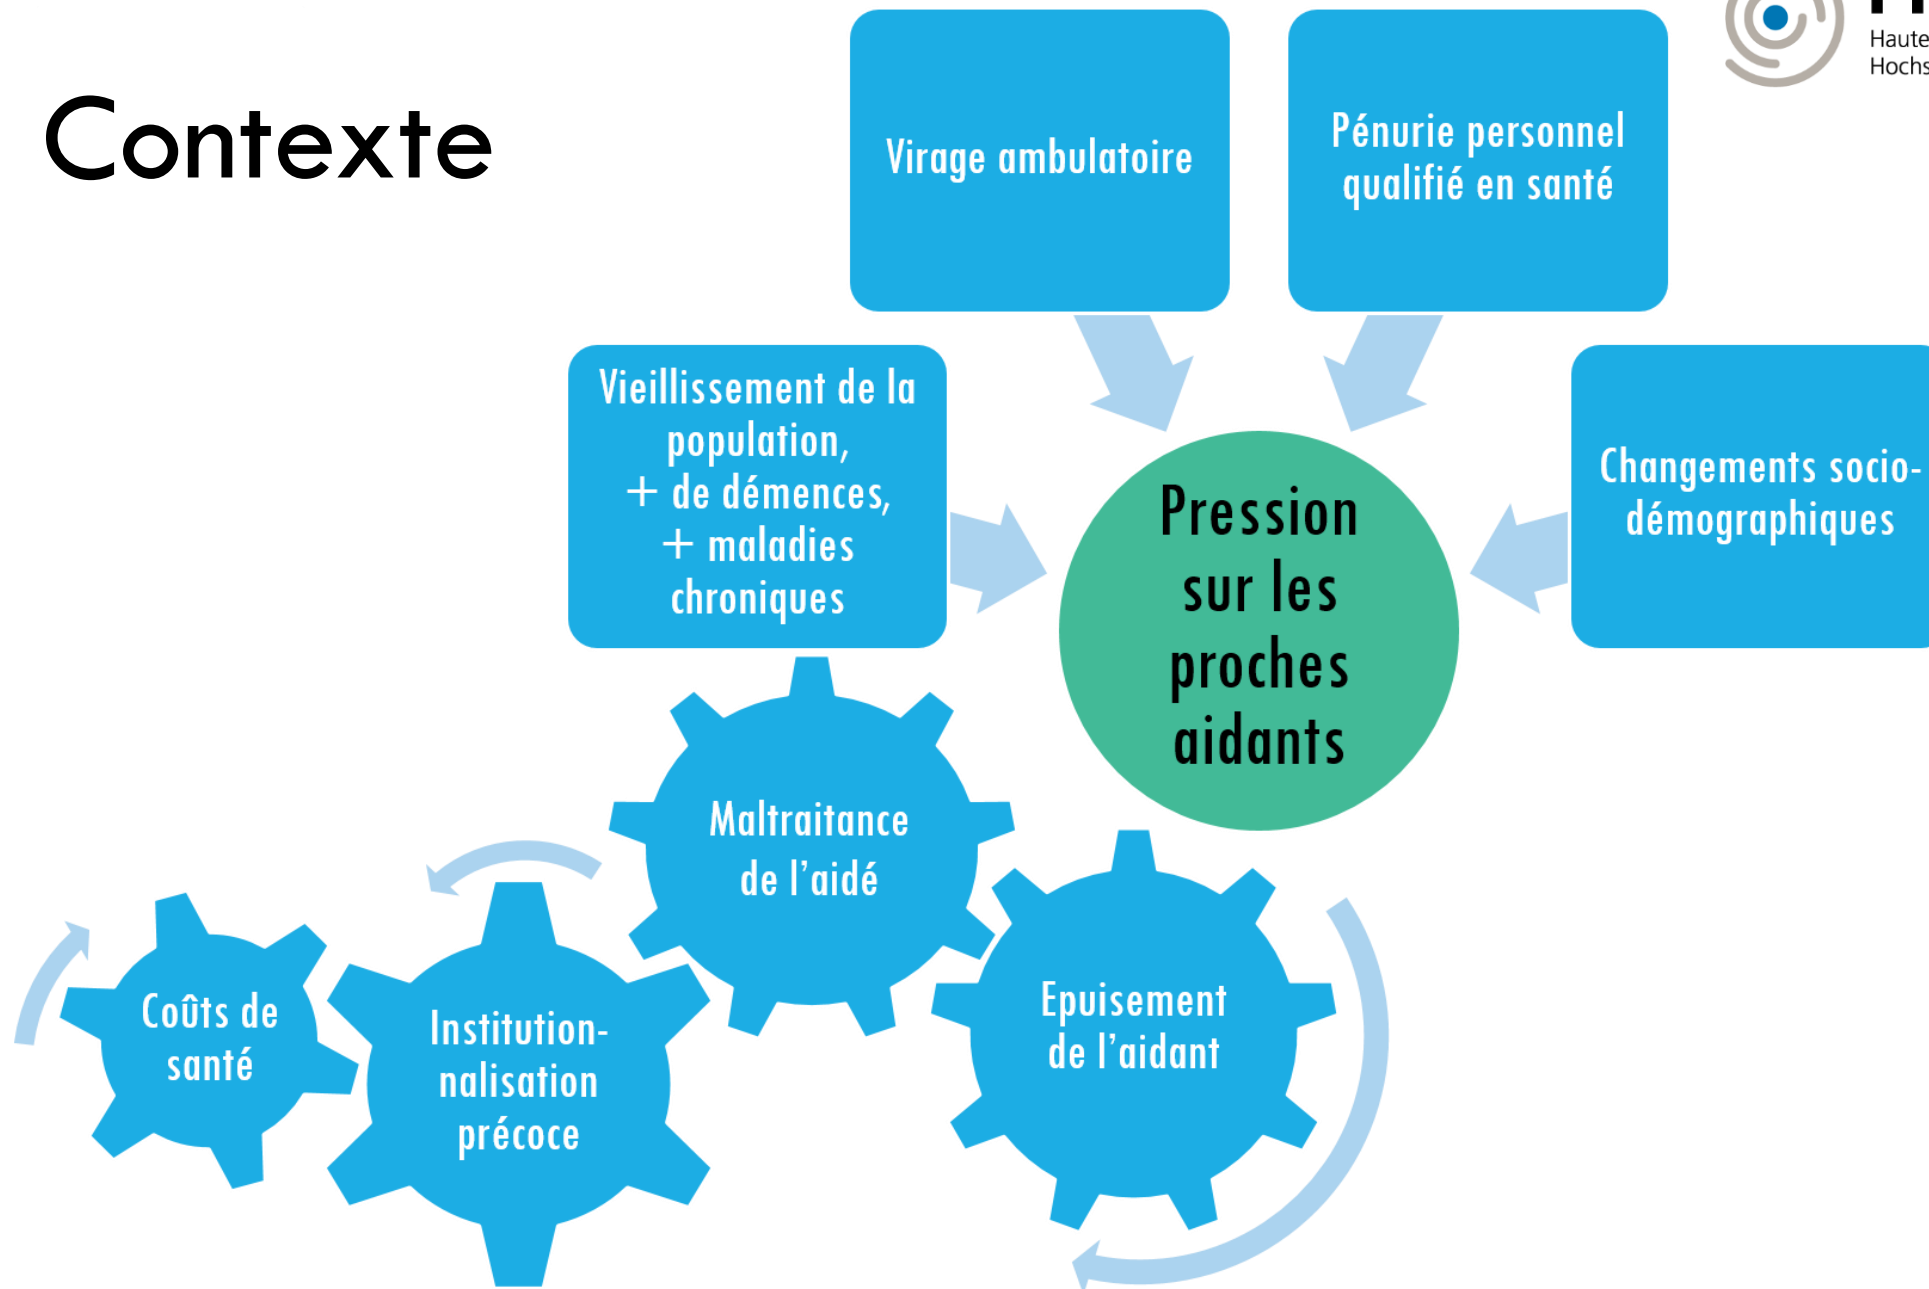 Contexte
Virage ambulatoire
Pénurie personnel
qualifié en santé
Haute
Hochs
Vieillissement de la
population,
+ de démences,
+ maladies
chroniques
Changements socio-
démographiques
Pression
sur les
proches
aidants
Maltraitance
de l’aidé
Epuisement
de l’aidant
Institution-
nalisation
précoce
Coûts de
santé